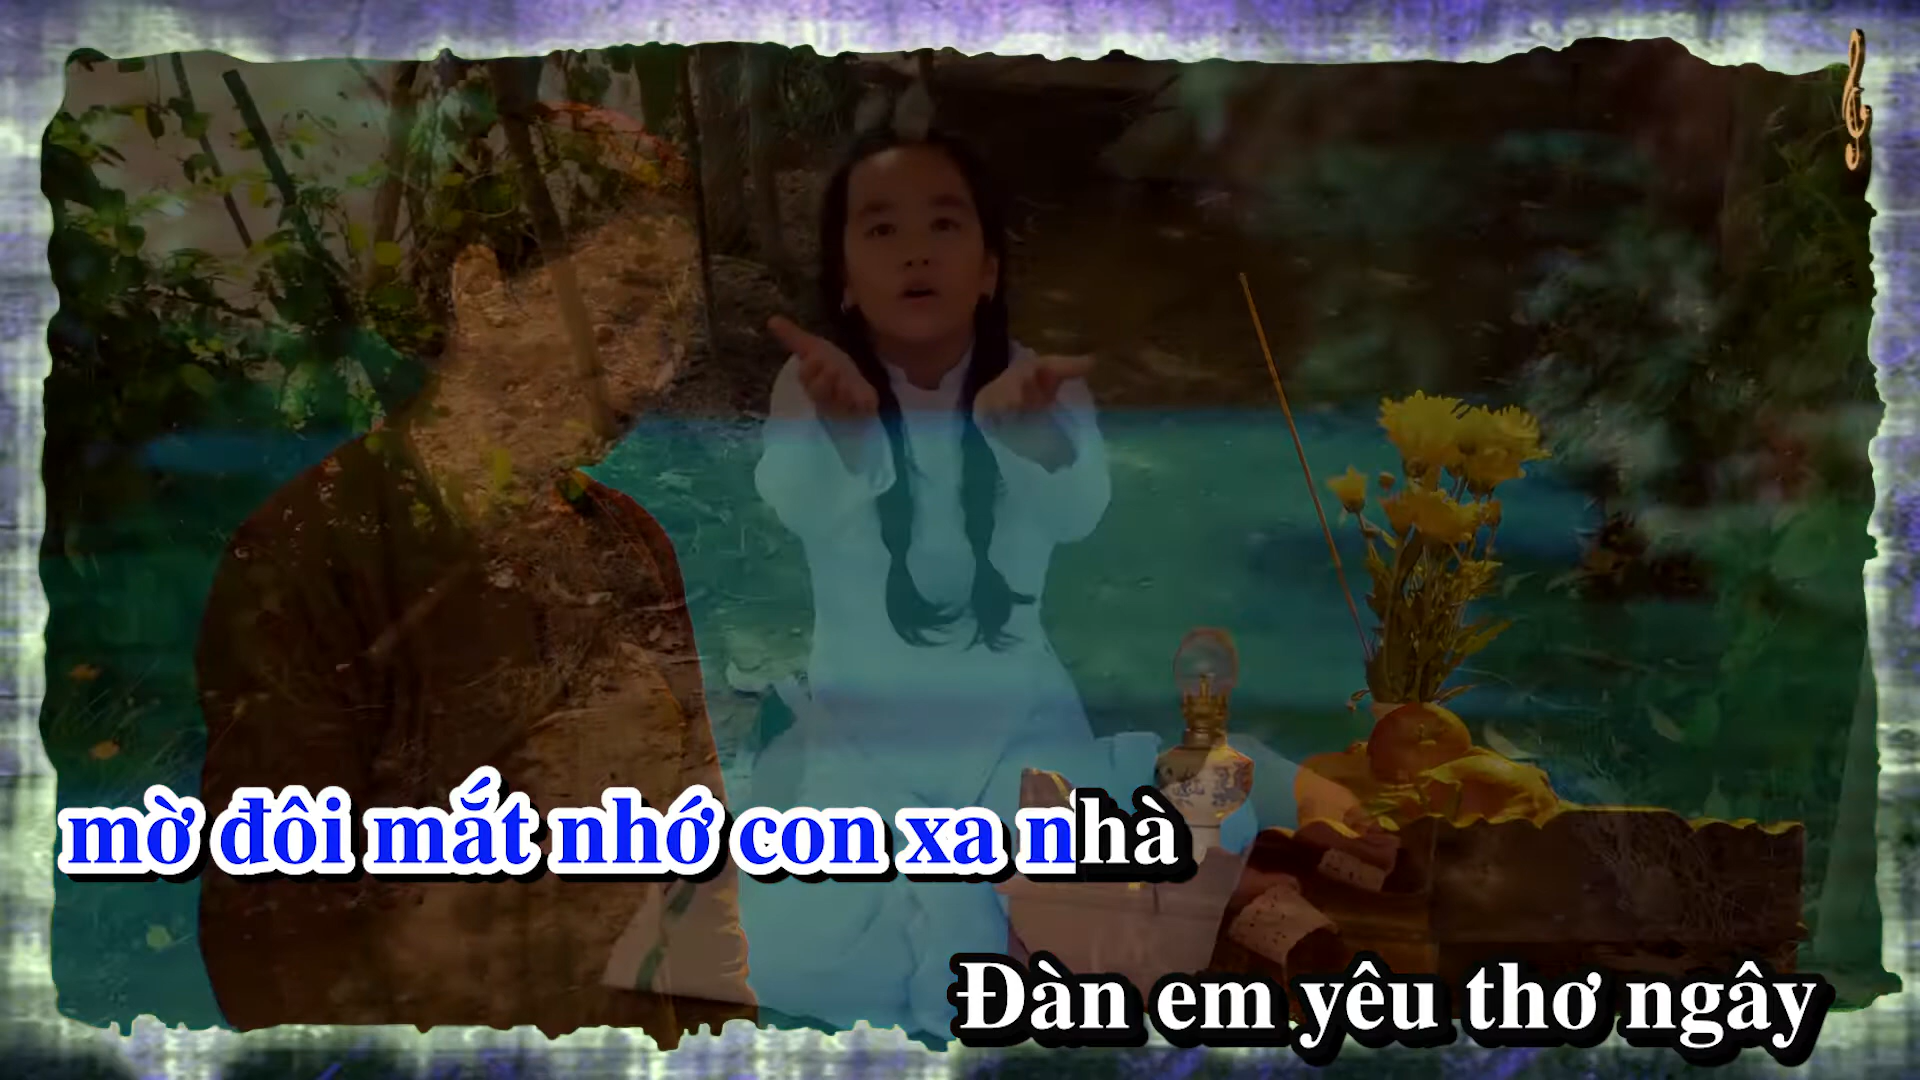 mờ đôi mắt nhớ con xa nhà
Đàn em yêu thơ ngây